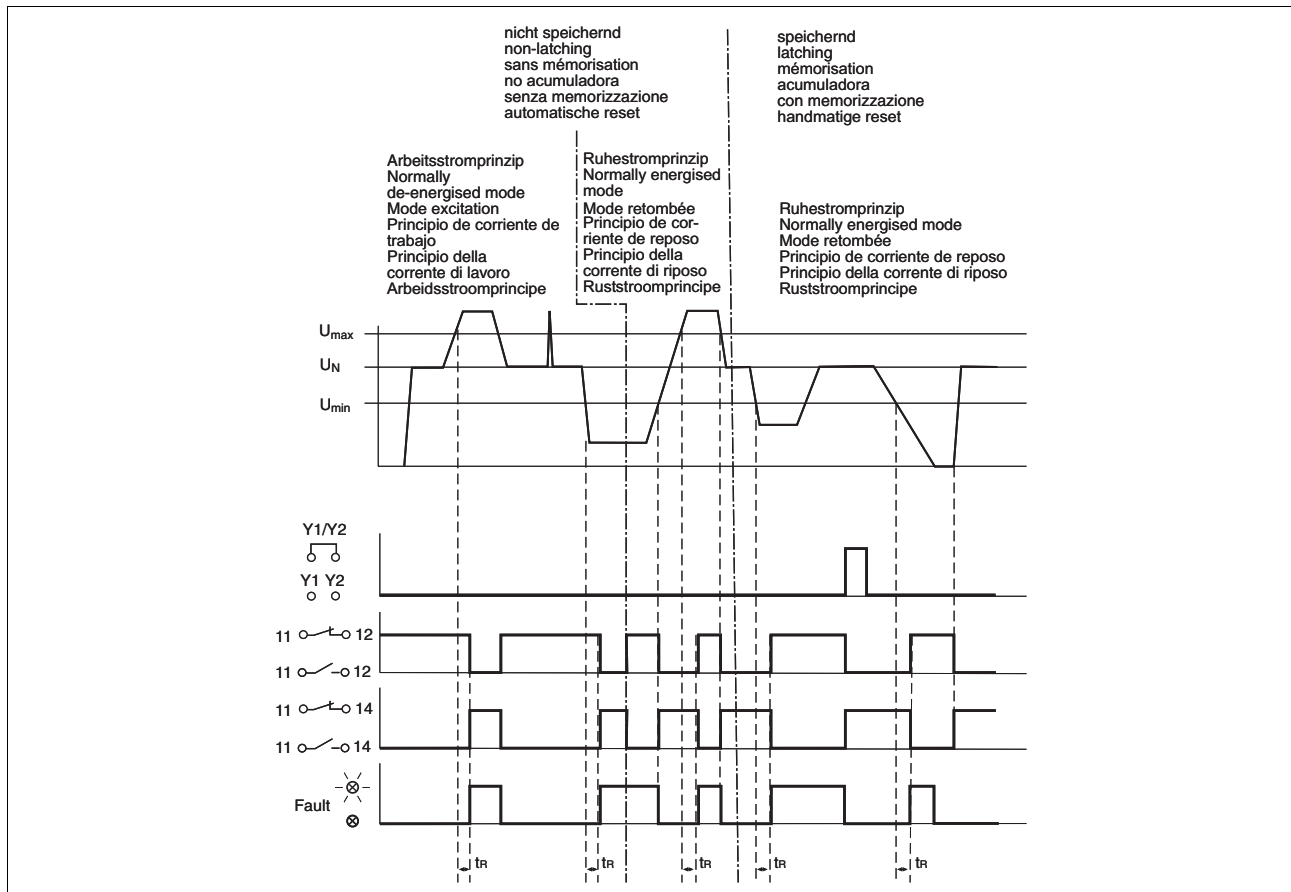 nicht speichernd
non-latching
sans mémorisation
no acumuladora
senza memorizzazione
automatische reset
speichernd
latching
mémorisation
acumuladora
con memorizzazione
handmatige reset
Arbeitsstromprinzip
Normally
de-energised mode
Mode excitation
Principio de corriente de
trabajo
Principio della
corrente di lavoro
Arbeidsstroomprincipe
Ruhestromprinzip
Normally energised
mode
Mode retombée
Principio de cor-
riente de reposo
Principio della
corrente di riposo
Ruststroomprincipe
Ruhestromprinzip
Normally energised mode
Mode retombée
Principio de corriente de reposo
Principio della corrente di riposo
Ruststroomprincipe
Umax
UN
Umin
Y1/Y2
Y1 Y2
11 12
11 12
11 14
11 14
Fault
tR tR tR tR tR